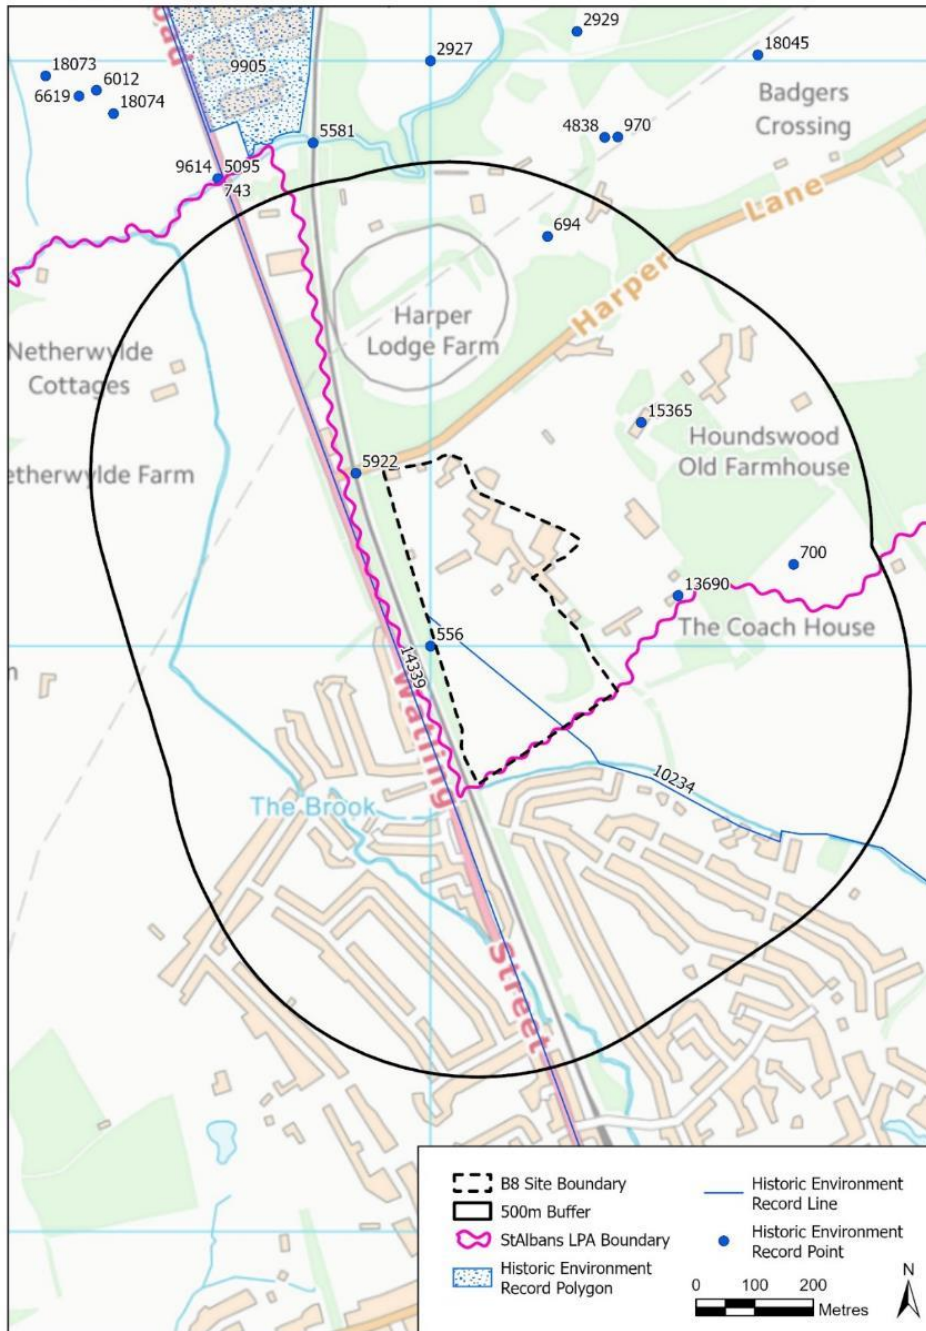 oad
2929
18045
2927
18073
6012
6619
18074
9905
Badgers
Crossing
5581
4838
970
9614
5095
743
Lane
694
Harper
Harper
Lodge Farm
Netherwylde
Cottages
15365
Houndswood
Old Farmhouse
5922
etherwylde Farm
700
13690
The Coach House
556
14339
Watling
10234
The Brook
Street
B8 Site Boundary
500m Buffer
StAlbans LPA Boundary
Historic Environment
Record Polygon
Historic Environment
Record Line
Historic Environment
Record Point
0 100 200
Metres
N